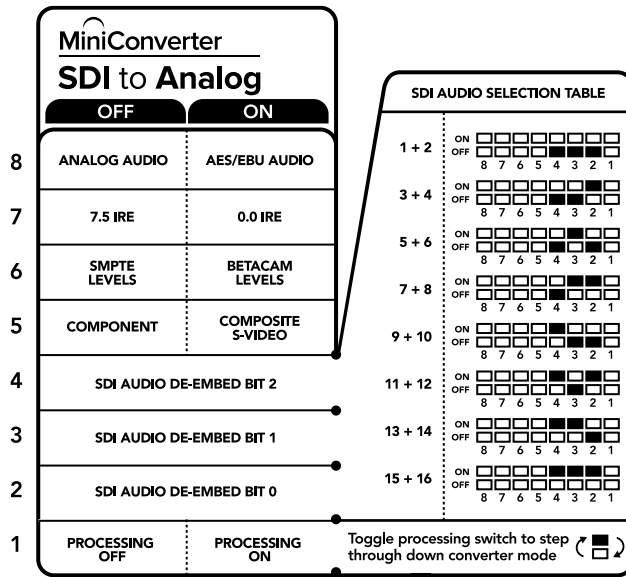 MiniConverter
SDI to Analog
OFF ON
8 ANALOG AUDIO AES/EBU AUDIO
7 7.5 IRE 0.0 IRE
6 SMPTE LEVELS BETACAM LEVELS
5 COMPONENT COMPOSITE S-VIDEO
4 SDI AUDIO DE-EMBED BIT 2
3 SDI AUDIO DE-EMBED BIT 1
2 SDI AUDIO DE-EMBED BIT 0
1 PROCESSING OFF PROCESSING ON
SDI AUDIO SELECTION TABLE
1 + 2 ON OFF
8 7 6 5 4 3 2 1
3 + 4 ON OFF
8 7 6 5 4 3 2 1
5 + 6 ON OFF
8 7 6 5 4 3 2 1
7 + 8 ON OFF
8 7 6 5 4 3 2 1
9 + 10 ON OFF
8 7 6 5 4 3 2 1
11 + 12 ON OFF
8 7 6 5 4 3 2 1
13 + 14 ON OFF
8 7 6 5 4 3 2 1
15 + 16 ON OFF
8 7 6 5 4 3 2 1
Toggle processing switch to step
through down converter mode